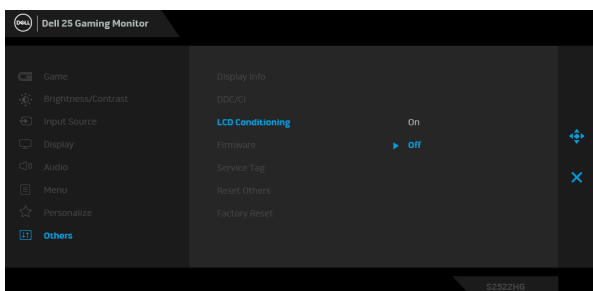 DELL
Dell 25 Gaming Monitor
Game
Brightness/Contrast
Input Source
Display
Audio
Menu
Personalize
Others
Display Info
DDC/CI
LCD Conditioning
Firmware
Service Tag
Reset Others
Factory Reset
On
Off
S2522HG